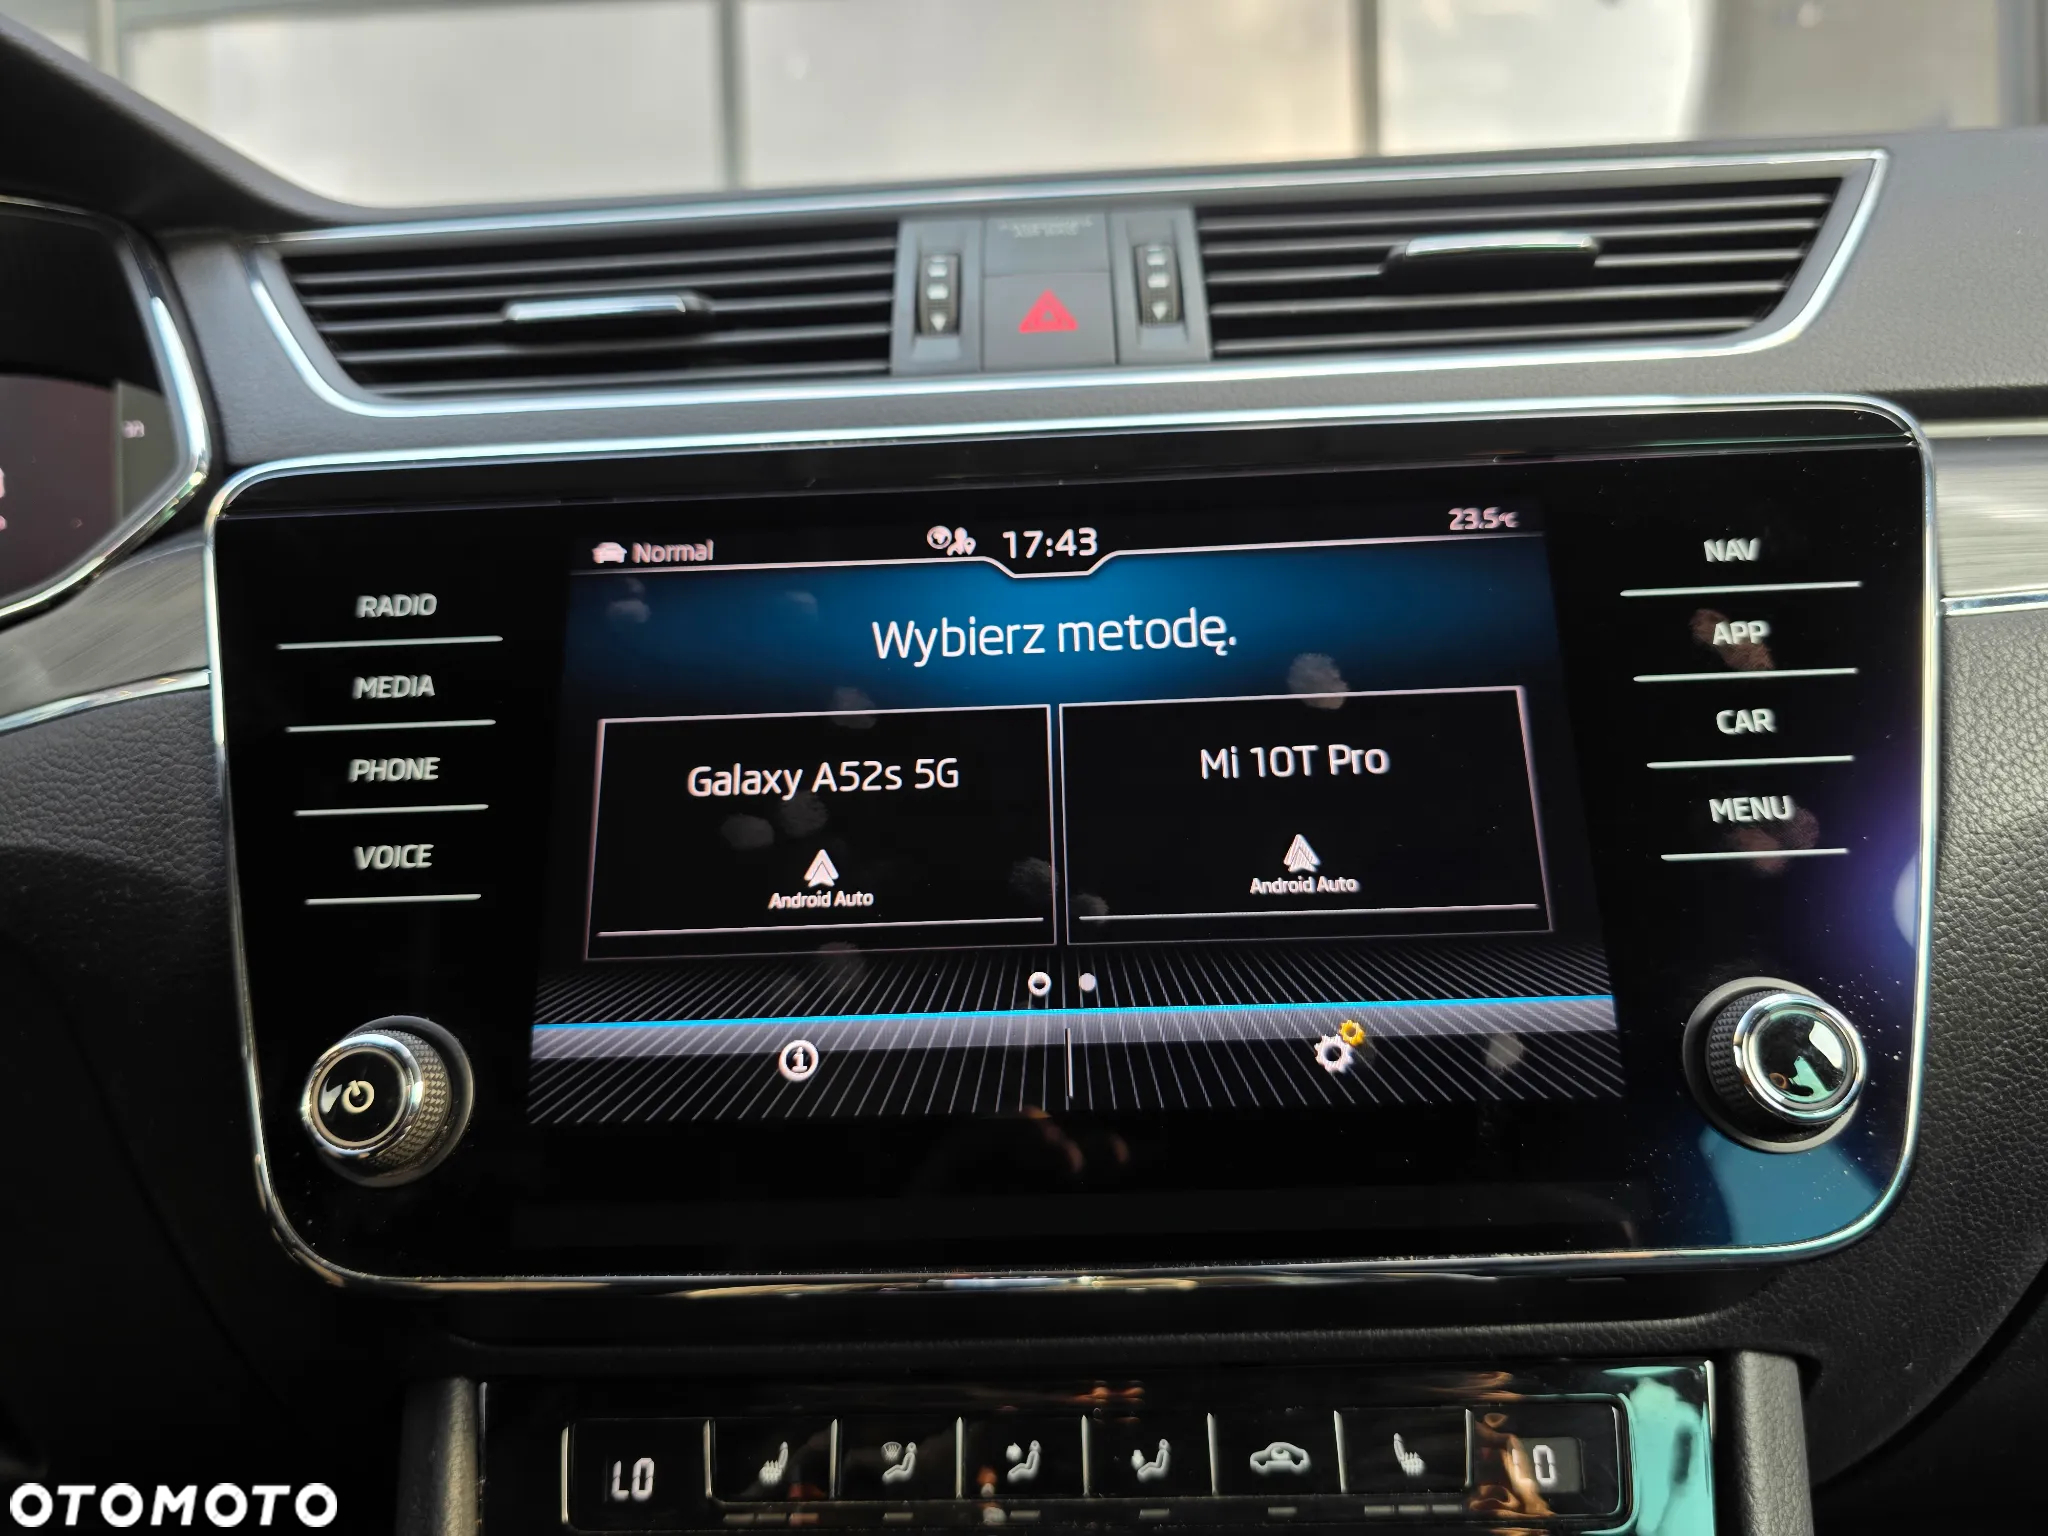 Normal
17:43
23.5°C
Wybierz metodę.
Galaxy A52s 5G
Android Auto
Mi 10T Pro
Android Auto
RADIO
MEDIA
PHONE
VOICE
NAV
APP
CAR
MENU
LO
LO
OTOMOTO